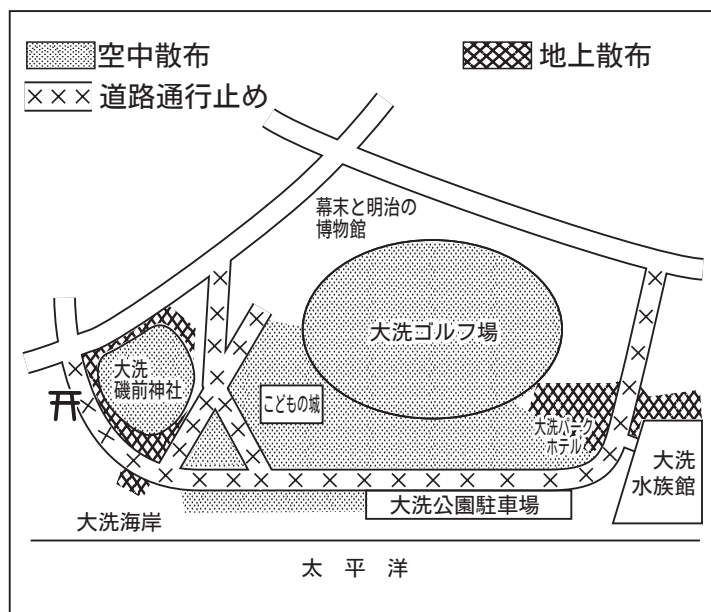 空中散布
地上散布
道路通行止め
幕末と明治の
博物館
大洗ゴルフ場
大洗
磯前神社
こどもの城
大洗パーク
ホテル
大洗
水族館
大洗公園駐車場
大洗海岸
太 平 洋